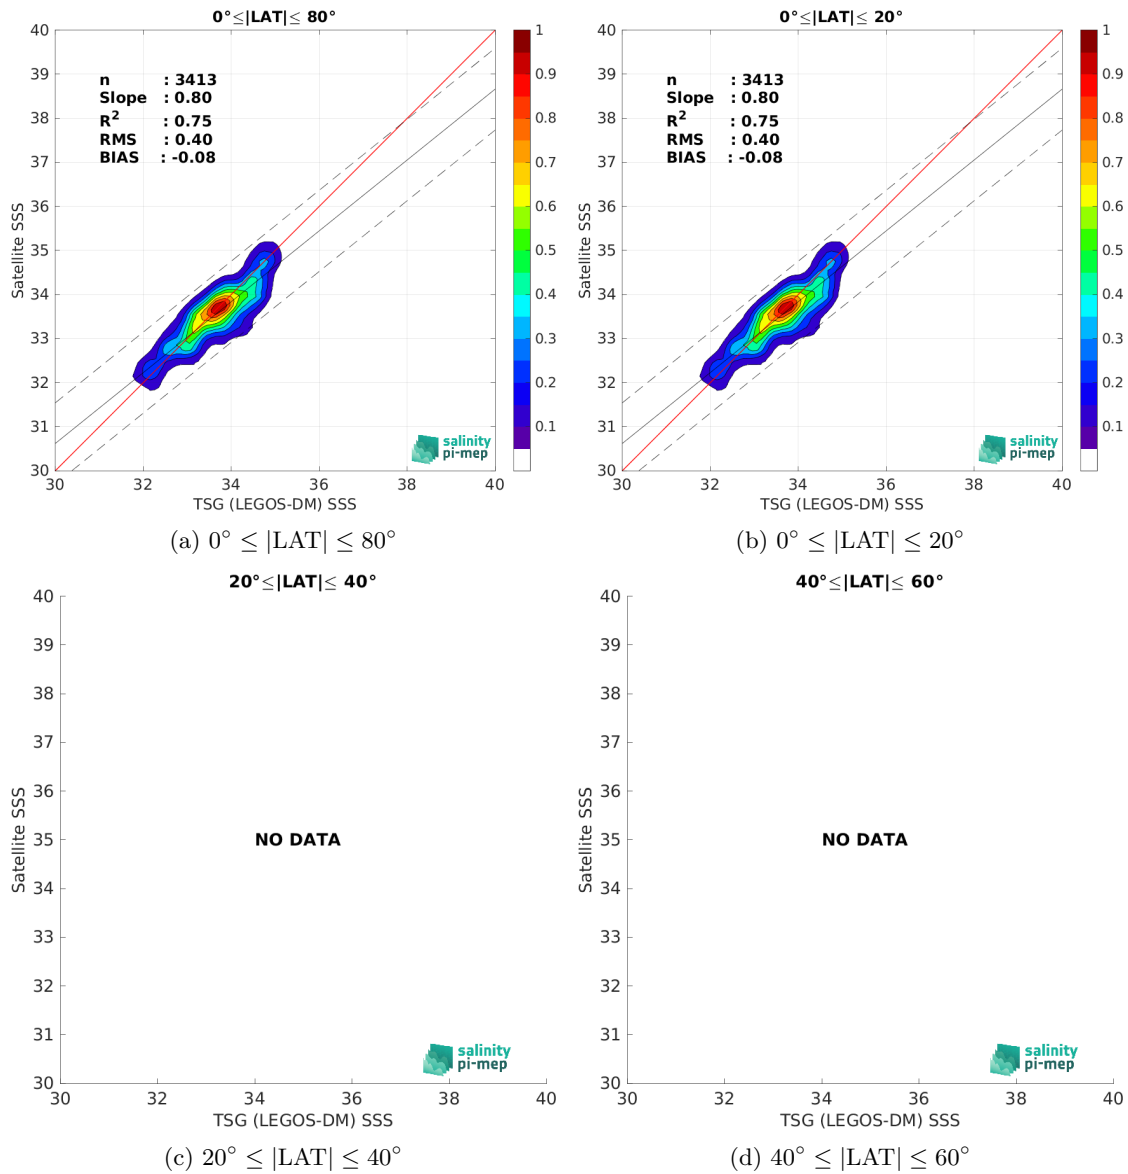 0°≤|LAT|≤ 80°
40
39
38
37
36
35
34
33
32
31
30
Satellite SSS
n : 3413
Slope : 0.80
R² : 0.75
RMS : 0.40
BIAS : -0.08
1
0.9
0.8
0.7
0.6
0.5
0.4
0.3
0.2
0.1
salinity
pi-mep
30 32 34 36 38 40
TSG (LEGOS-DM) SSS
(a) 0° ≤ |LAT| ≤ 80°
0°≤|LAT|≤ 20°
40
39
38
37
36
35
34
33
32
31
30
Satellite SSS
n : 3413
Slope : 0.80
R² : 0.75
RMS : 0.40
BIAS : -0.08
1
0.9
0.8
0.7
0.6
0.5
0.4
0.3
0.2
0.1
salinity
pi-mep
30 32 34 36 38 40
TSG (LEGOS-DM) SSS
(b) 0° ≤ |LAT| ≤ 20°
20°≤|LAT|≤ 40°
40
39
38
37
36
35
34
33
32
31
30
Satellite SSS
NO DATA
salinity
pi-mep
30 32 34 36 38 40
TSG (LEGOS-DM) SSS
(c) 20° ≤ |LAT| ≤ 40°
40°≤|LAT|≤ 60°
40
39
38
37
36
35
34
33
32
31
30
Satellite SSS
NO DATA
salinity
pi-mep
30 32 34 36 38 40
TSG (LEGOS-DM) SSS
(d) 40° ≤ |LAT| ≤ 60°